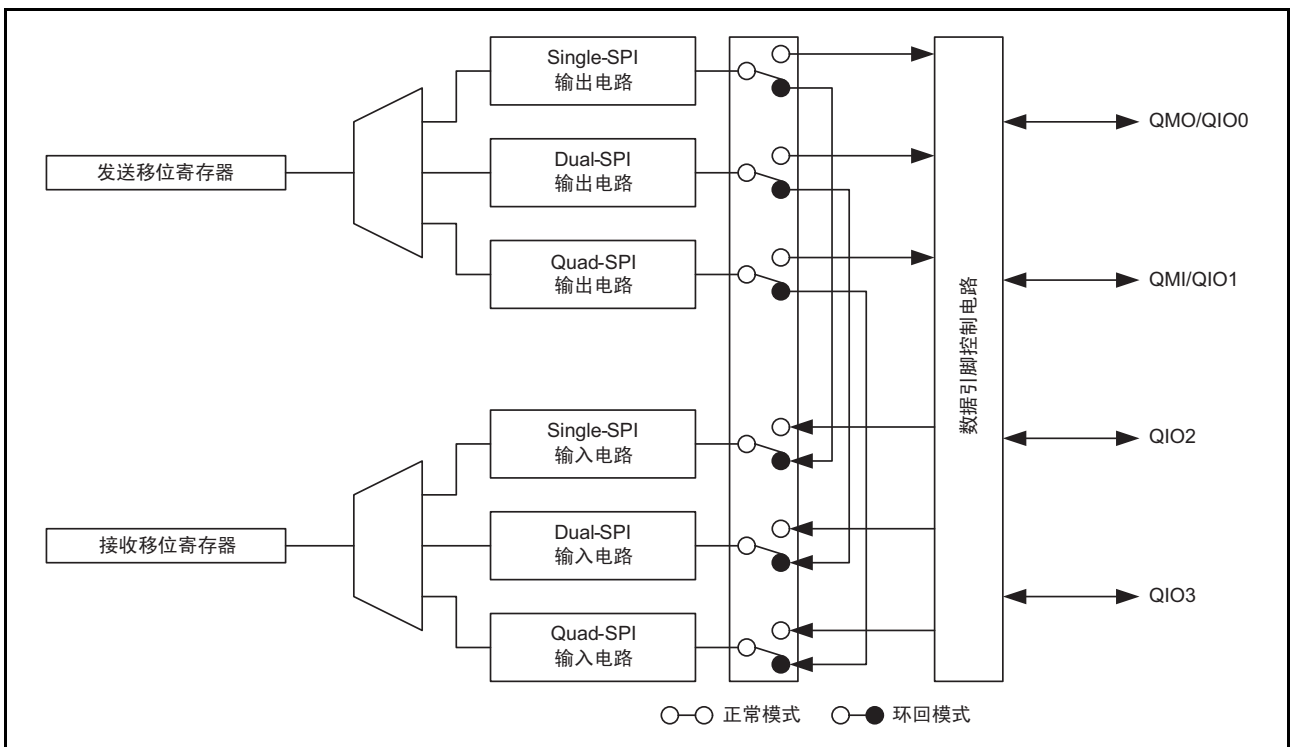 Single-SPI
输出电路
QMO/QIO0
发送移位寄存器
Dual-SPI
输出电路
Quad-SPI
输出电路
QMI/QIO1
数据引脚控制电路
Single-SPI
输入电路
QIO2
接收移位寄存器
Dual-SPI
输入电路
QIO3
Quad-SPI
输入电路
正常模式
环回模式